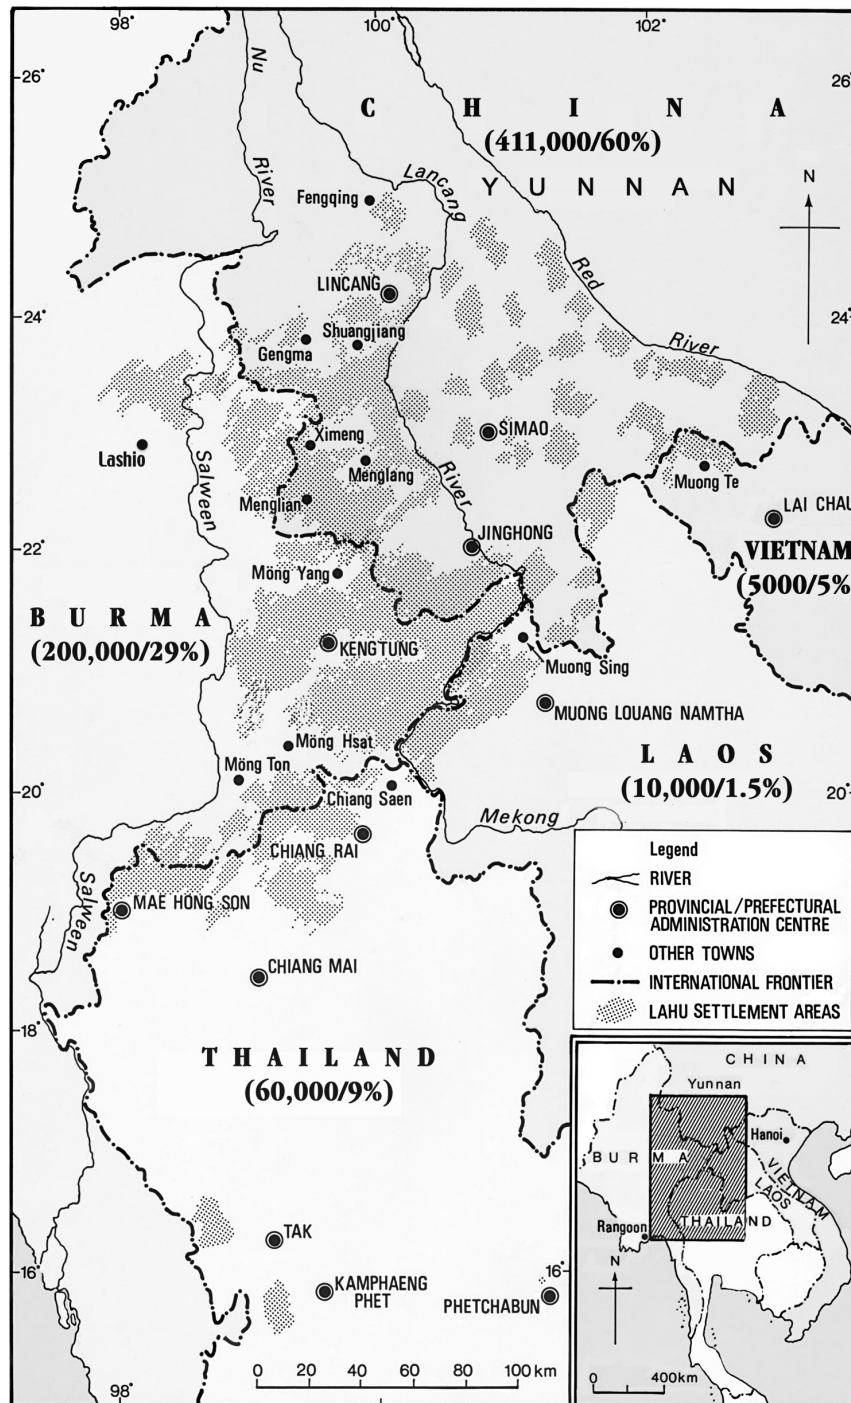 98°
100°
102°
26°
26°
Nu
River
C H I N A
(411,000/60%)
Y U N N A N
Lancang
N
Fengqing
Red
River
LINCANG
24°
24°
Shuangjiang
Gengma
Ximeng
SIMAO
Lashio
Salween
Menglang
River
Muong Te
Menglian
LAI CHAU
JINGHONG
22°
VIETNAM
(5000/5%
Möng Yang
B U R M A
(200,000/29%)
KENGTUNG
Muong Sing
MUONG LOUANG NAMTHA
Möng Hsat
L A O S
(10,000/1.5%)
Möng Ton
20°
20°
Chiang Saen
Mekong
CHIANG RAI
Salween
MAE HONG SON
CHIANG MAI
Legend
RIVER
PROVINCIAL/PREFECTURAL
ADMINISTRATION CENTRE
OTHER TOWNS
INTERNATIONAL FRONTIER
LAHU SETTLEMENT AREAS
18°
T H A I L A N D
(60,000/9%)
CHINA
Yunnan
Hanoi
BURMA
VIETNAM
LAOS
THAILAND
Rangoon
N
0 400km
TAK
16°
16°
KAMPHAENG
PHET
PHETCHABUN
0 20 40 60 80 100 km
98°